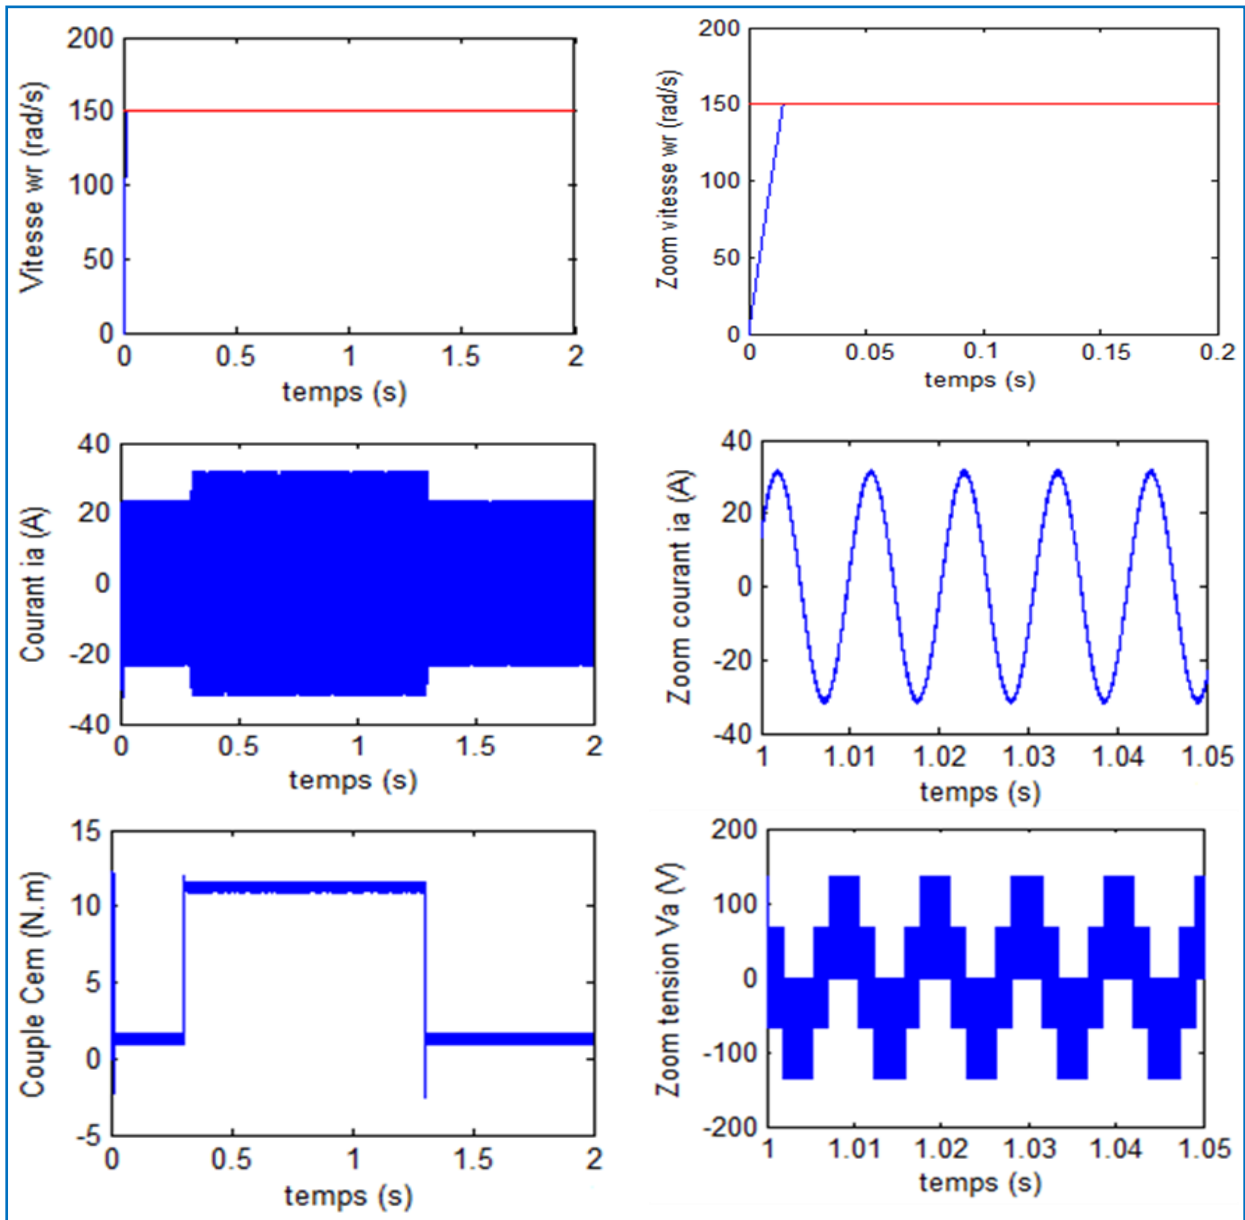 Vitesse wr (rad/s)
200
150
100
50
0
0 0.5 1 1.5 2
temps (s)
Zoom vitesse wr (rad/s)
200
150
100
50
0
0 0.05 0.1 0.15 0.2
temps (s)
Courant ia (A)
40
20
0
-20
-40
0 0.5 1 1.5 2
temps (s)
Zoom courant ia (A)
40
20
0
-20
-40
1 1.01 1.02 1.03 1.04 1.05
temps (s)
Couple Cem (N.m)
15
10
5
0
-5
0 0.5 1 1.5 2
temps (s)
Zoom tension Va (V)
200
100
0
-100
-200
1 1.01 1.02 1.03 1.04 1.05
temps (s)